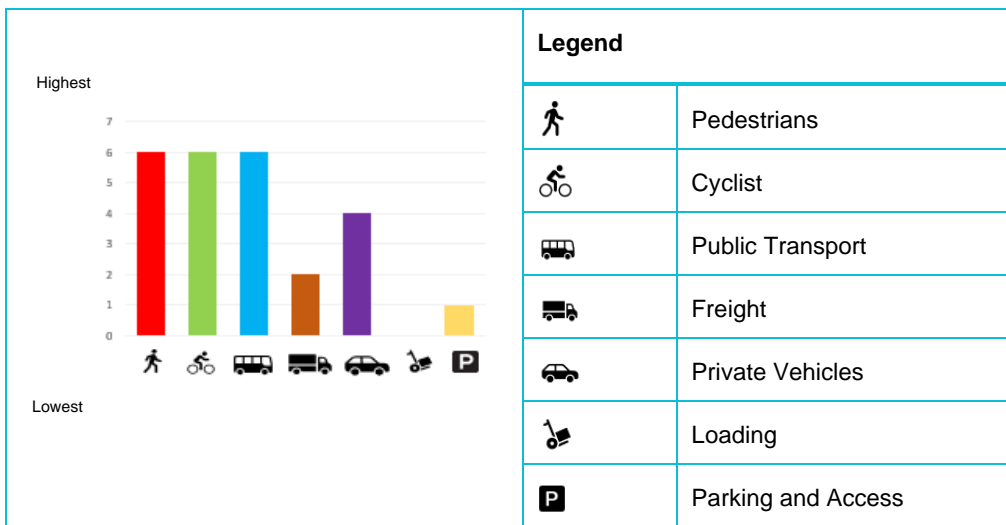 Highest
7
6
5
4
3
2
1
0
P
Lowest
Legend
Pedestrians
Cyclist
Public Transport
Freight
Private Vehicles
Loading
P Parking and Access